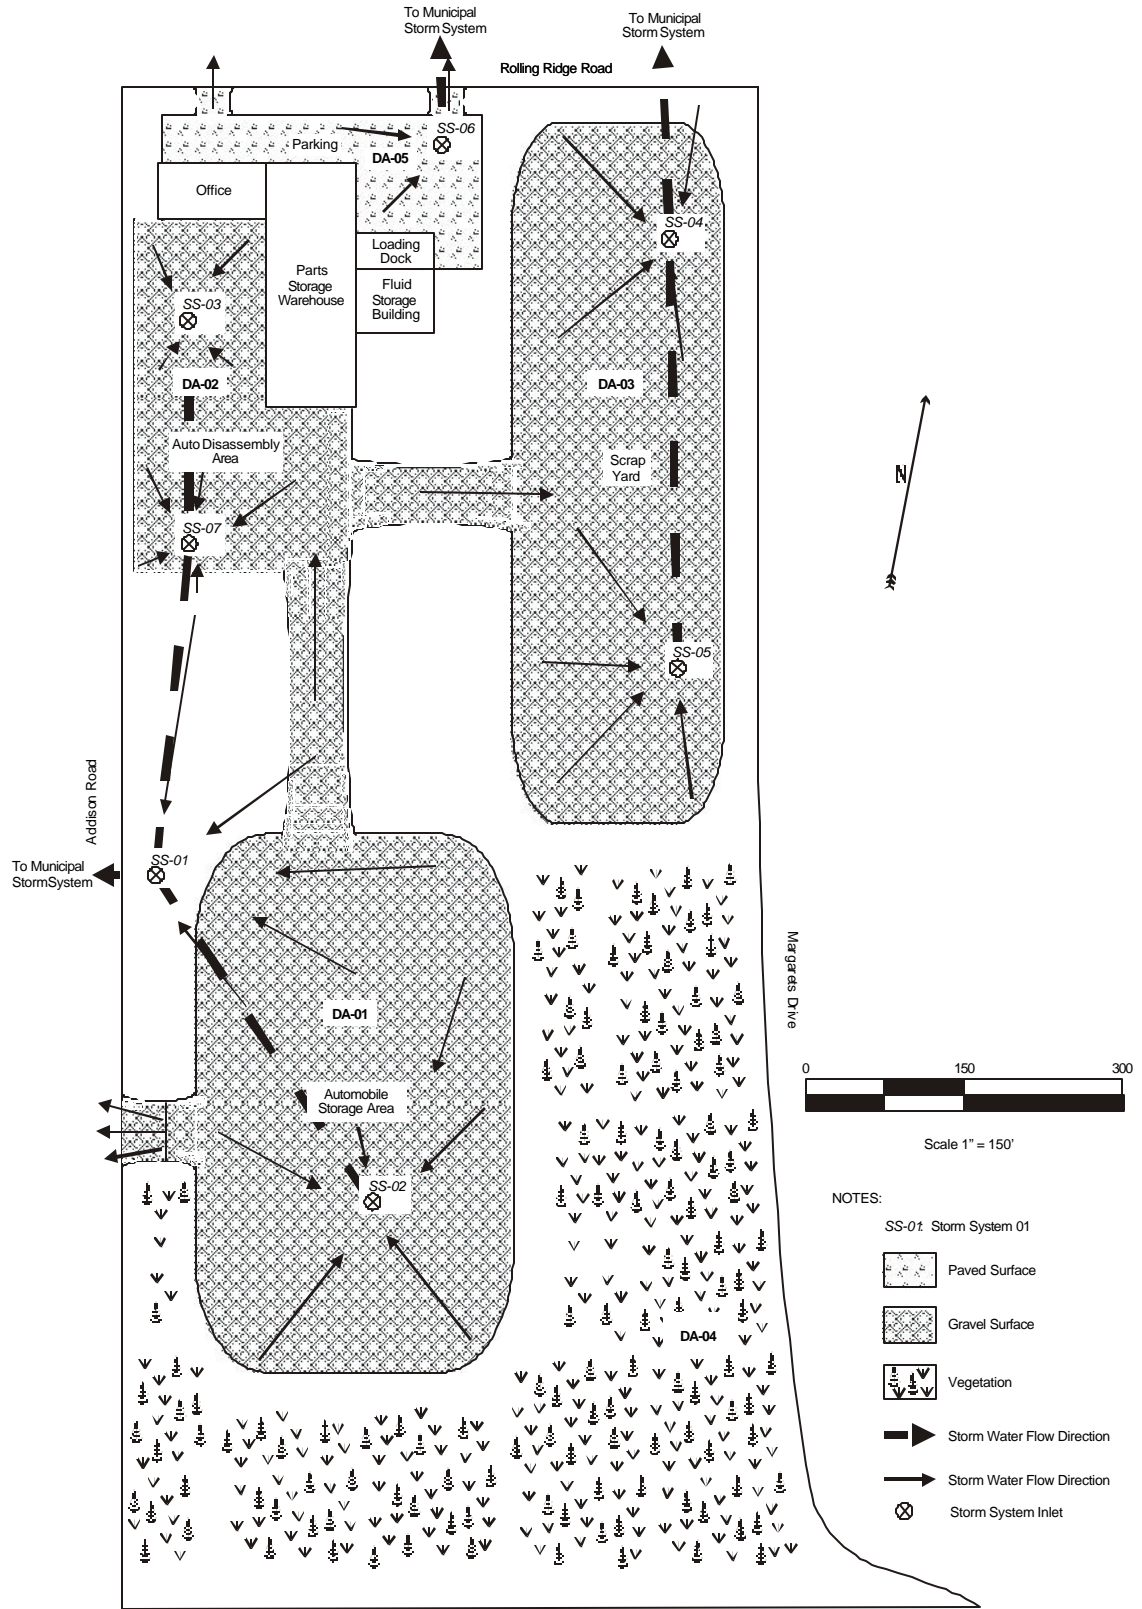 To Municipal
Storm System
To Municipal
Storm System
Rolling Ridge Road
SS-06
Parking
DA-05
Office
SS-04
Loading
Dock
Parts
Storage
Warehouse
Fluid
Storage
Building
SS-03
DA-02
DA-03
Auto Disassembly
Area
Scrap
Yard
N
SS-07
SS-05
Addison Road
To Municipal
StormSystem
SS-01
Margarets Drive
DA-01
0 150 300
Automobile
Storage Area
Scale 1" = 150'
SS-02
NOTES:
SS-01: Storm System 01
Paved Surface
Gravel Surface
DA-04
Vegetation
Storm Water Flow Direction
Storm Water Flow Direction
Storm System Inlet